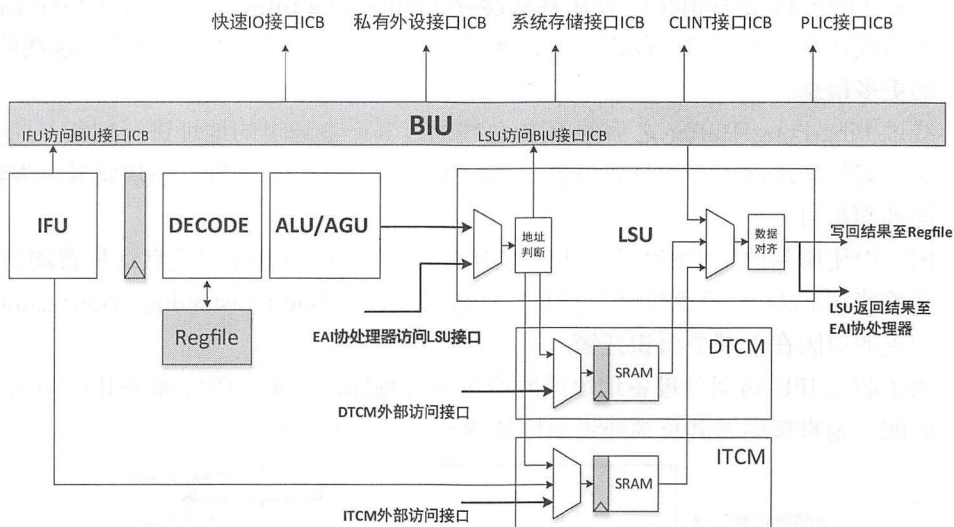 快速IO接口ICB
私有外设接口ICB
系统存储接口ICB
CLINT接口ICB
PLIC接口ICB
BIU
IFU访问BIU接口ICB
LSU访问BIU接口ICB
IFU
DECODE
ALU/AGU
地址
判断
LSU
数据
对齐
写回结果至Regfile
LSU返回结果至
EAI协处理器
Regfile
EAI协处理器访问LSU接口
DTCM
SRAM
DTCM外部访问接口
ITCM
SRAM
ITCM外部访问接口